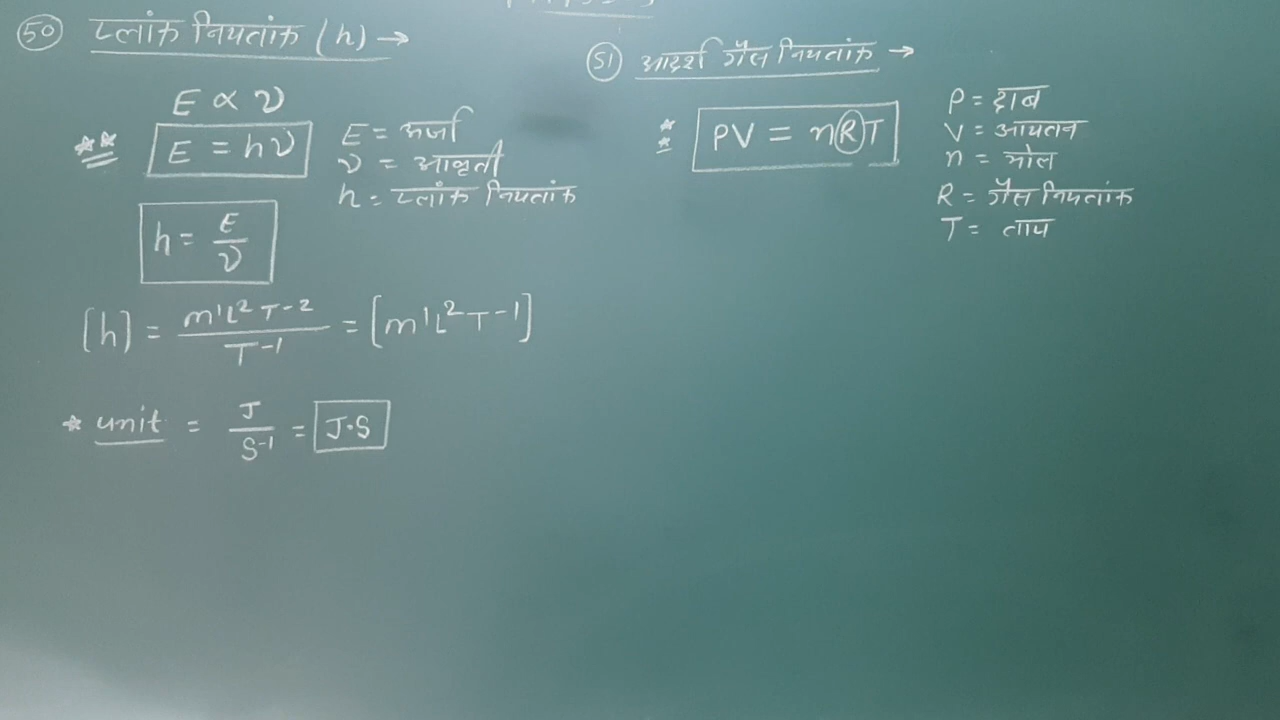 (50) प्लांक नियतांक (h) →
E ∝ ν
** E = hν
E = ऊर्जा
ν = आवृती
h = प्लांक नियतांक
h = E/ν
[h] = M¹L²T⁻²/T⁻¹ = [M¹L²T⁻¹]
* unit = J/S⁻¹ = J·S
(51) आदर्श गैस नियतांक →
** PV = nRT
P = दाब
V = आयतन
n = मोल
R = गैस नियतांक
T = ताप